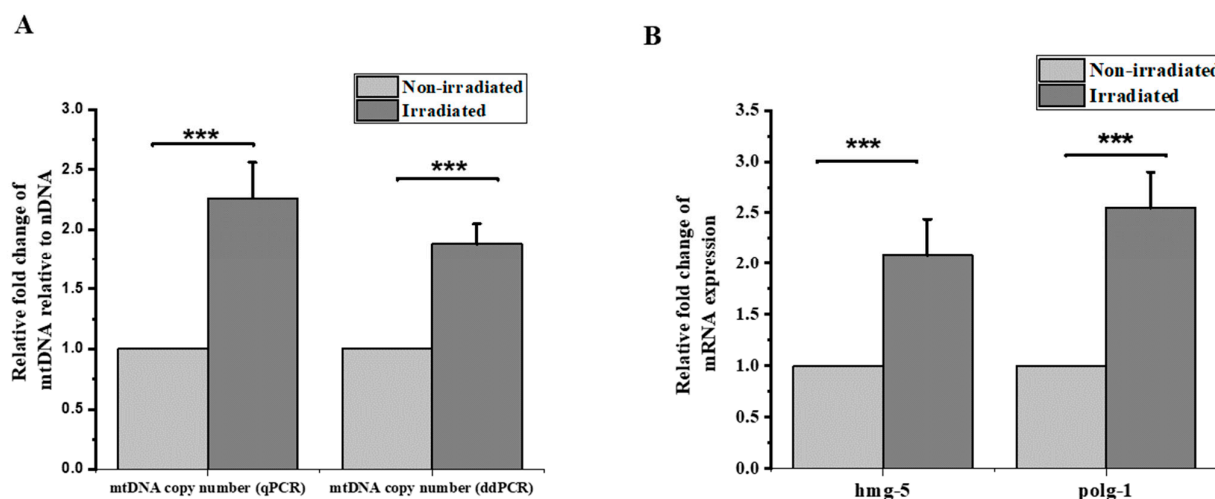 A
Non-irradiated
Irradiated
3.0
2.5
2.0
1.5
1.0
0.5
0.0
Relative fold change of
mtDNA relative to nDNA
***
***
mtDNA copy number (qPCR)
mtDNA copy number (ddPCR)
B
Non-irradiated
Irradiated
3.5
3.0
2.5
2.0
1.5
1.0
0.5
0.0
Relative fold change of
mRNA expression
***
***
hmg-5
polg-1